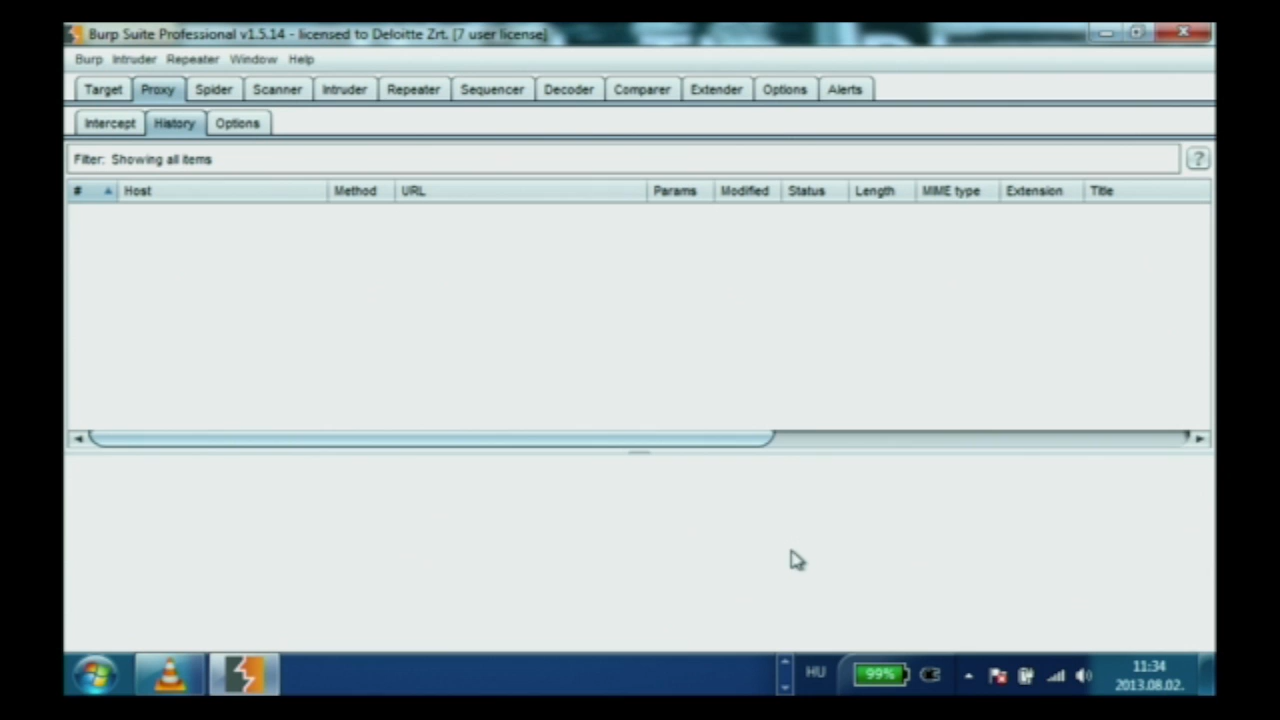 Burp Suite Professional v1.5.14 - licensed to Deloitte Zrt. [7 user license]
Burp Intruder Repeater Window Help
Target Proxy Spider Scanner Intruder Repeater Sequencer Decoder Comparer Extender Options Alerts
Intercept History Options
Filter: Showing all items ?
# Host Method URL Params Modified Status Length MIME type Extension Title
HU 99% 11:34
2013.08.02.